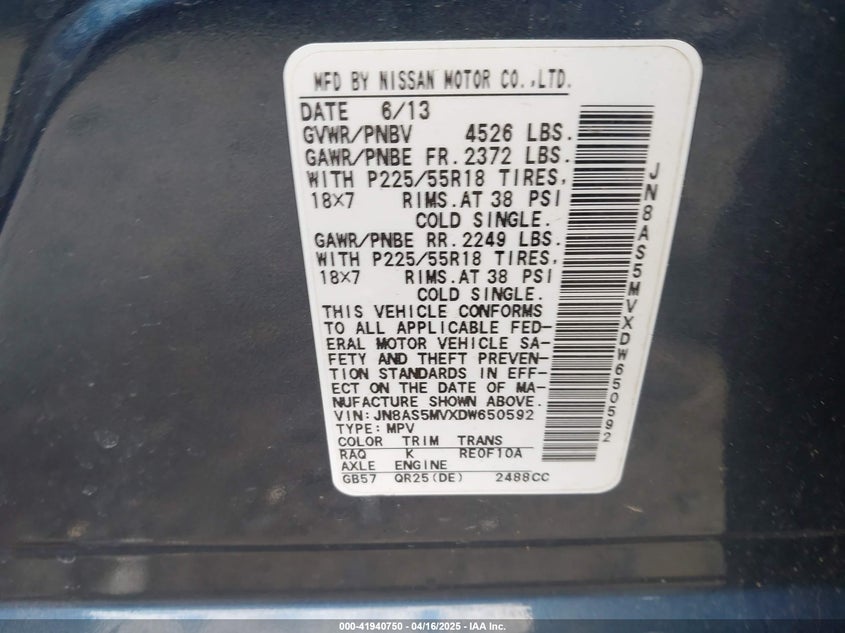 MFD BY NISSAN MOTOR CO.,LTD.
DATE 6/13
GVWR/PNBV 4526 LBS.
GAWR/PNBE FR.2372 LBS.
WITH P225/55R18 TIRES,
18×7 RIMS.AT 38 PSI
COLD SINGLE.
GAWR/PNBE RR.2249 LBS.
WITH P225/55R18 TIRES,
18×7 RIMS.AT 38 PSI
COLD SINGLE.
THIS VEHICLE CONFORMS
TO ALL APPLICABLE FED-
ERAL MOTOR VEHICLE SA-
FETY AND THEFT PREVEN-
TION STANDARDS IN EFF-
ECT ON THE DATE OF MA-
NUFACTURE SHOWN ABOVE.
VIN:JN8AS5MVXDW650592
TYPE:MPV
COLOR TRIM TRANS
RAQ K RE0F10A
AXLE ENGINE
GB57 QR25(DE) 2488CC
JN8AS5MVXDW650592
000-41940750 - 04/16/2025 - IAA Inc.